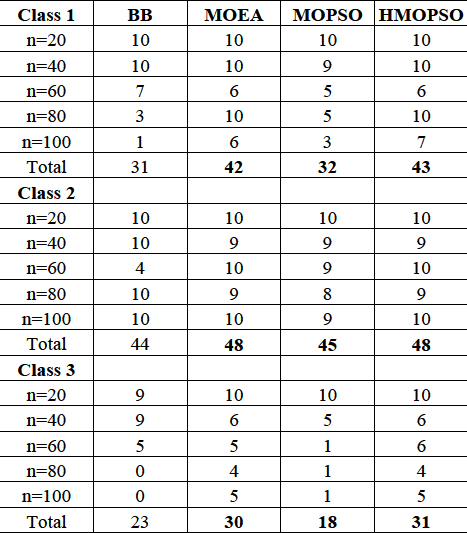 Class 1 BB MOEA MOPSO HMOPSO
n=20 10 10 10 10
n=40 10 10 9 10
n=60 7 6 5 6
n=80 3 10 5 10
n=100 1 6 3 7
Total 31 42 32 43
Class 2
n=20 10 10 10 10
n=40 10 9 9 9
n=60 4 10 9 10
n=80 10 9 8 9
n=100 10 10 9 10
Total 44 48 45 48
Class 3
n=20 9 10 10 10
n=40 9 6 5 6
n=60 5 5 1 6
n=80 0 4 1 4
n=100 0 5 1 5
Total 23 30 18 31